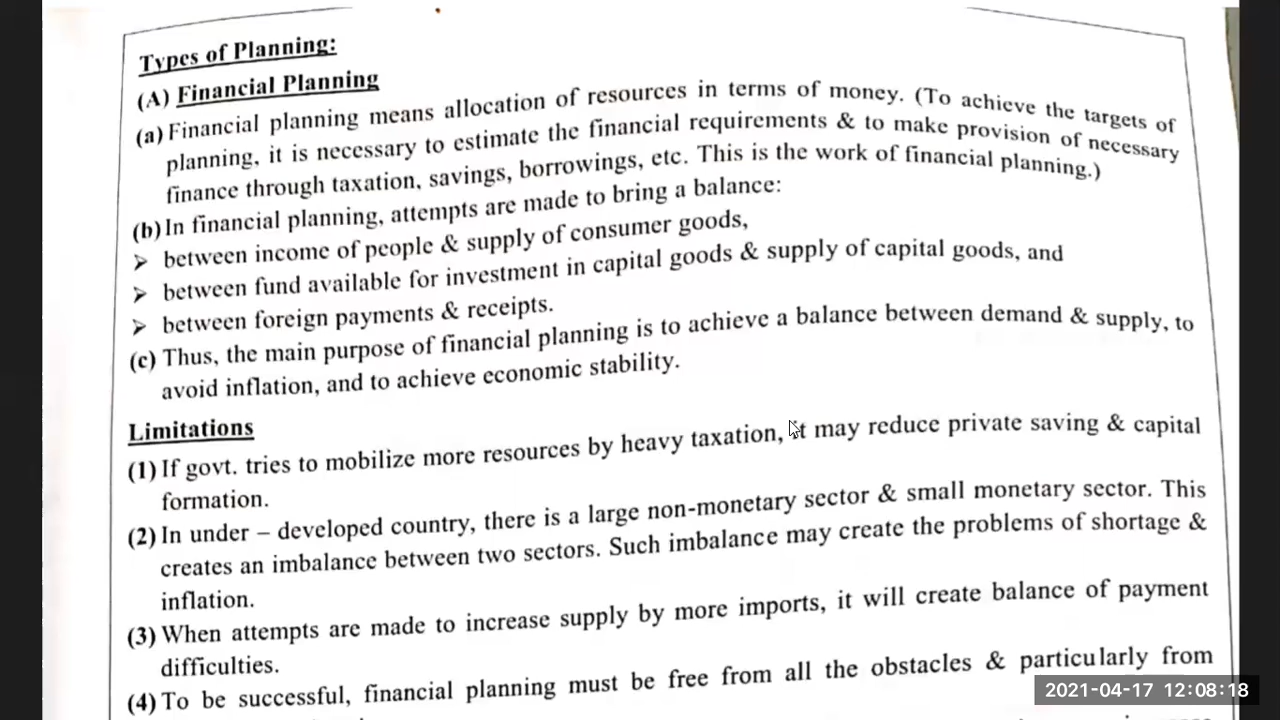 Types of Planning:
(A) Financial Planning
(a) Financial planning means allocation of resources in terms of money. (To achieve the targets of
planning, it is necessary to estimate the financial requirements & to make provision of necessary
finance through taxation, savings, borrowings, etc. This is the work of financial planning.)
(b) In financial planning, attempts are made to bring a balance:
➢ between income of people & supply of consumer goods,
➢ between fund available for investment in capital goods & supply of capital goods, and
➢ between foreign payments & receipts.
(c) Thus, the main purpose of financial planning is to achieve a balance between demand & supply, to
avoid inflation, and to achieve economic stability.
Limitations
(1) If govt. tries to mobilize more resources by heavy taxation, it may reduce private saving & capital
formation.
(2) In under – developed country, there is a large non-monetary sector & small monetary sector. This
creates an imbalance between two sectors. Such imbalance may create the problems of shortage &
inflation.
(3) When attempts are made to increase supply by more imports, it will create balance of payment
difficulties.
(4) To be successful, financial planning must be free from all the obstacles & particularly from
2021-04-17 12:08:18